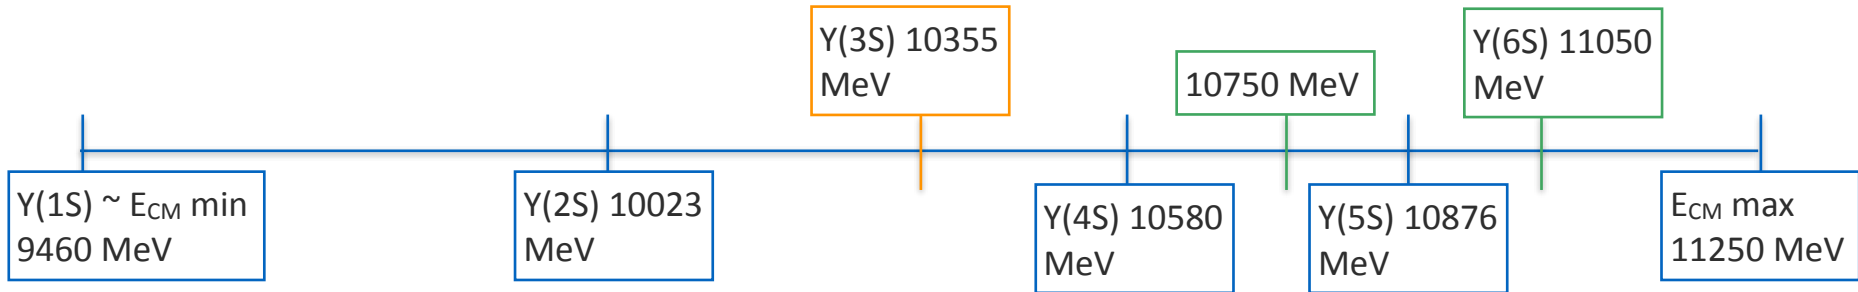 Y(3S) 10355
MeV
10750 MeV
Y(6S) 11050
MeV
Y(1S) ~ ECM min
9460 MeV
Y(2S) 10023
MeV
Y(4S) 10580
MeV
Y(5S) 10876
MeV
ECM max
11250 MeV